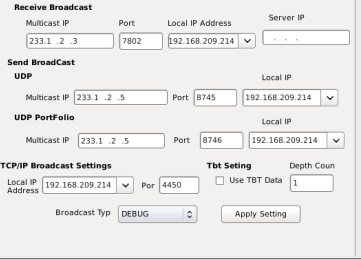 Receive Broadcast
Multicast IP Port Local IP Address Server IP
233.1 .2 .3 7802 192.168.209.214 . . .
Send BroadCast
UDP Local IP
Multicast IP 233.1 .2 .5 Port 8745 192.168.209.214
UDP PortFolio Local IP
Multicast IP 233.1 .2 .5 Port 8746 192.168.209.214
TCP/IP Broadcast Settings Tbt Seting Depth Coun
Local IP Address 192.168.209.214 Por 4450 Use TBT Data 1
Broadcast Typ DEBUG Apply Setting